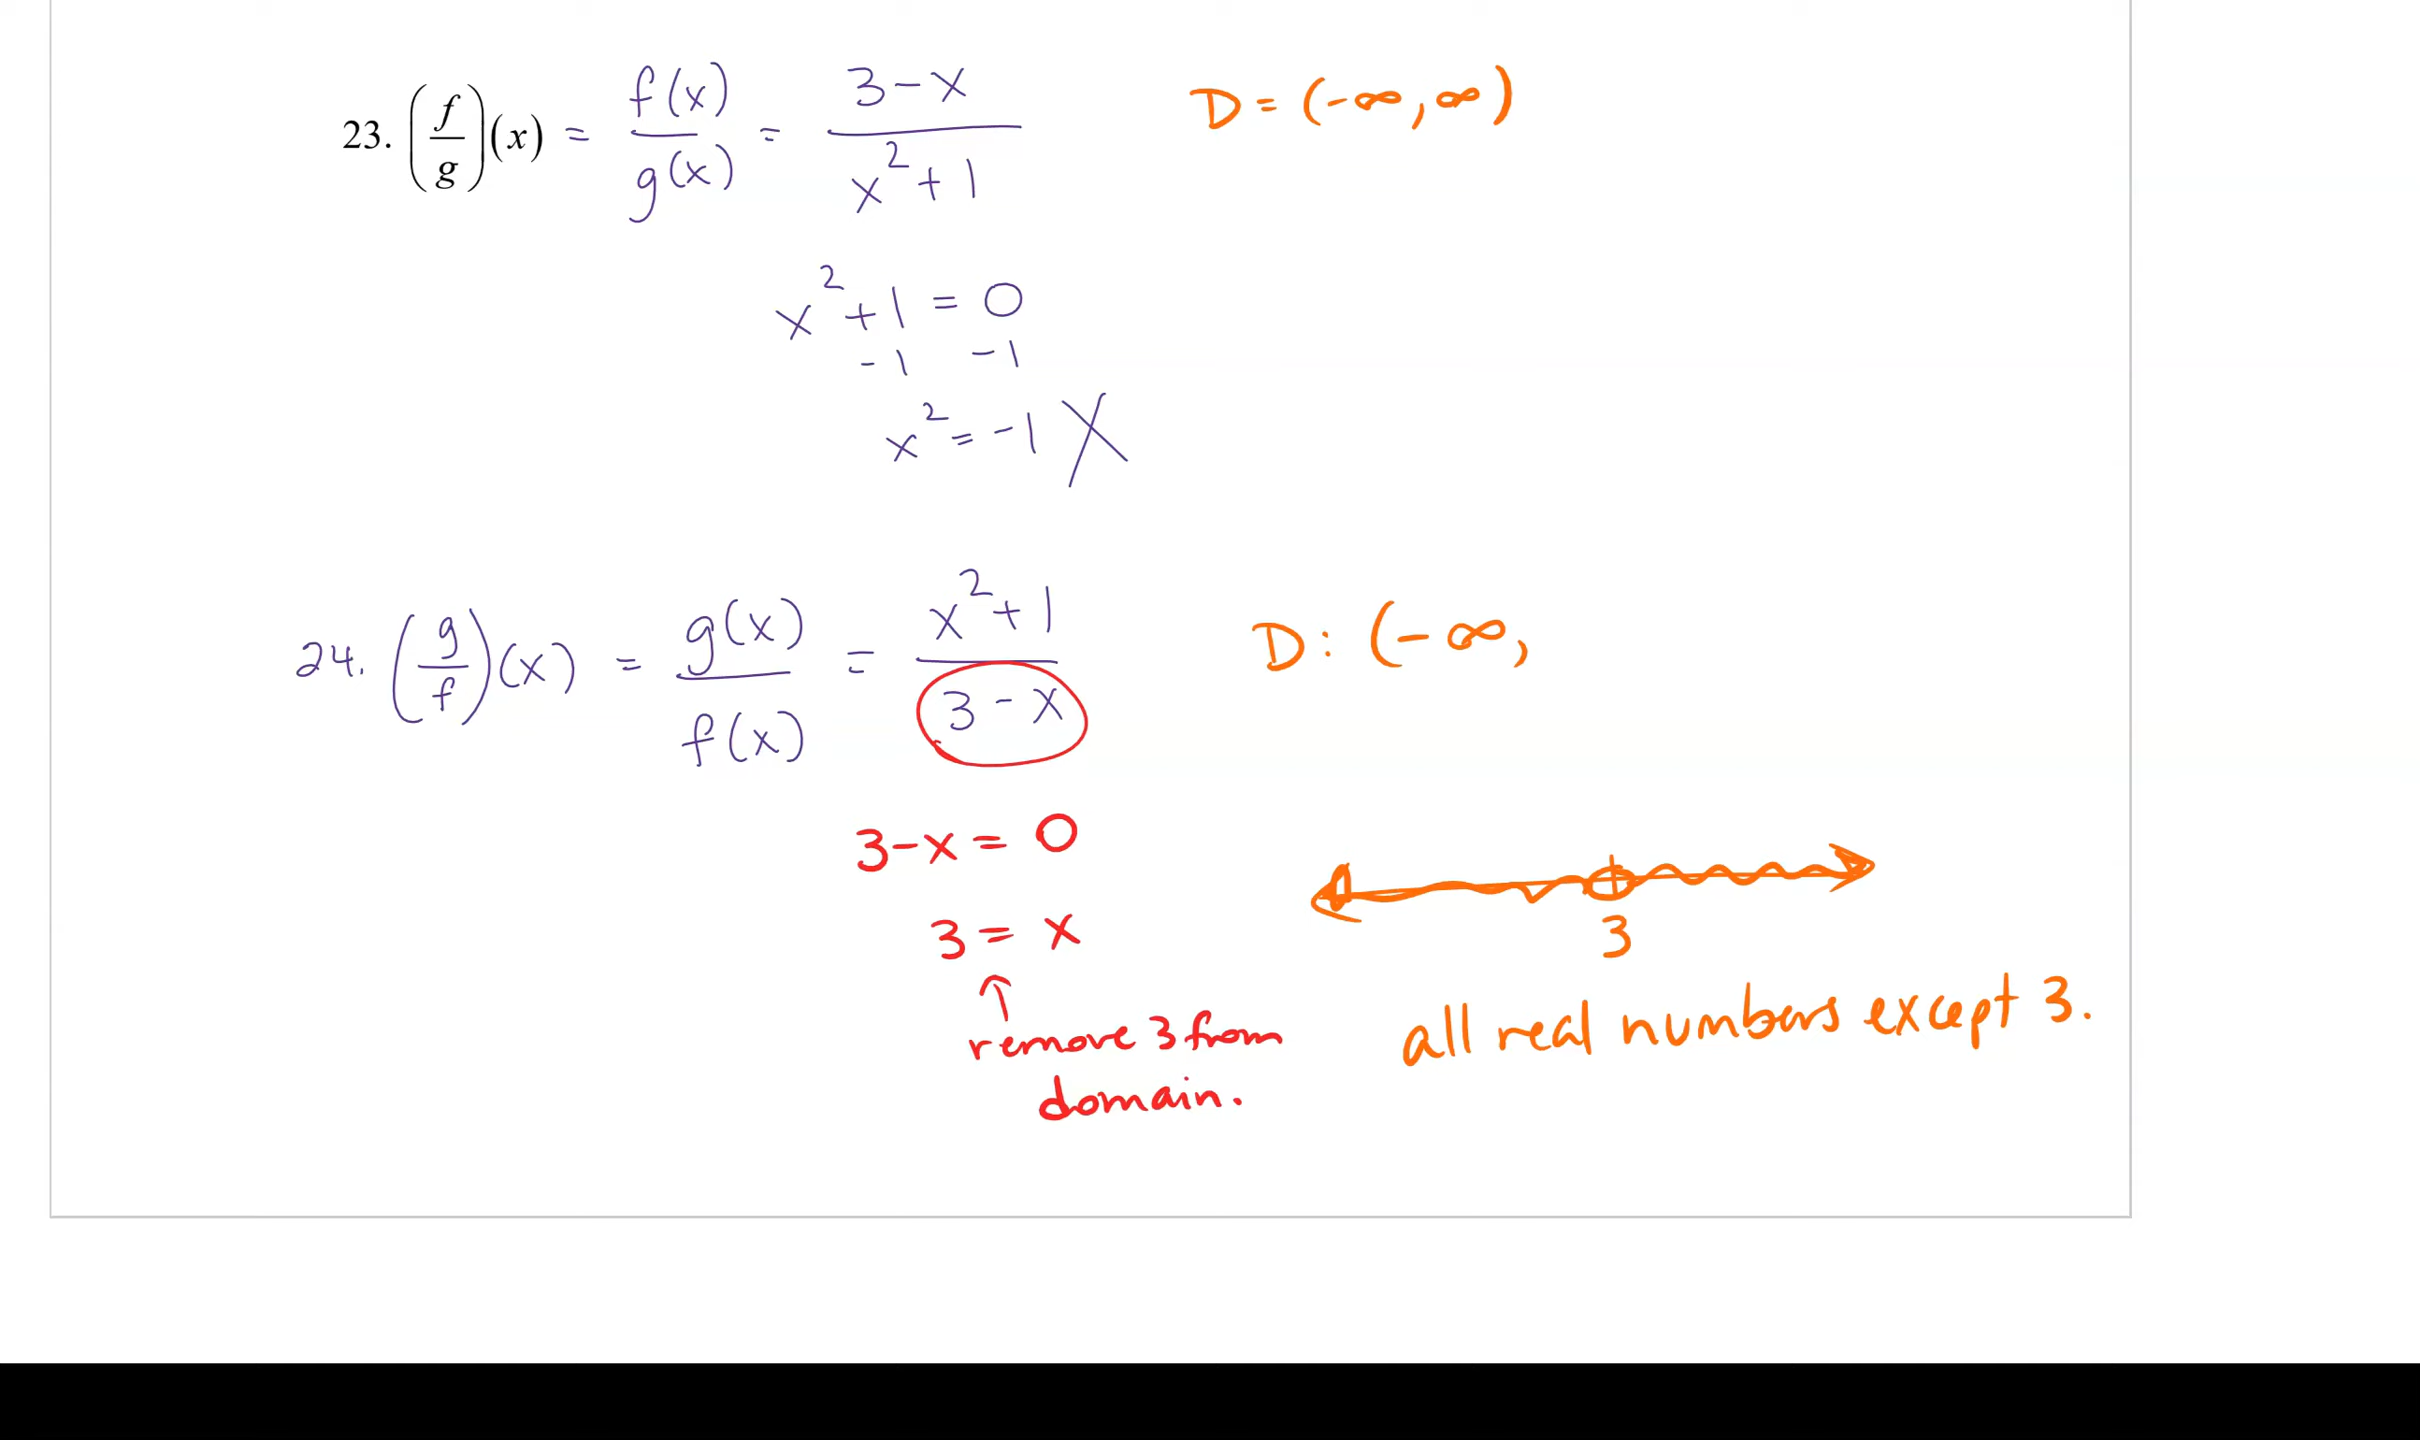 23. (f/g)(x) = f(x)/g(x) = (3-x)/(x²+1) D = (-∞, ∞)
x²+1 = 0
-1 -1
x² = -1 X
24. (g/f)(x) = g(x)/f(x) = (x²+1)/(3-x) D: (-∞,
3-x = 0
3 = x
3
↑
remove 3 from
domain.
all real numbers except 3.